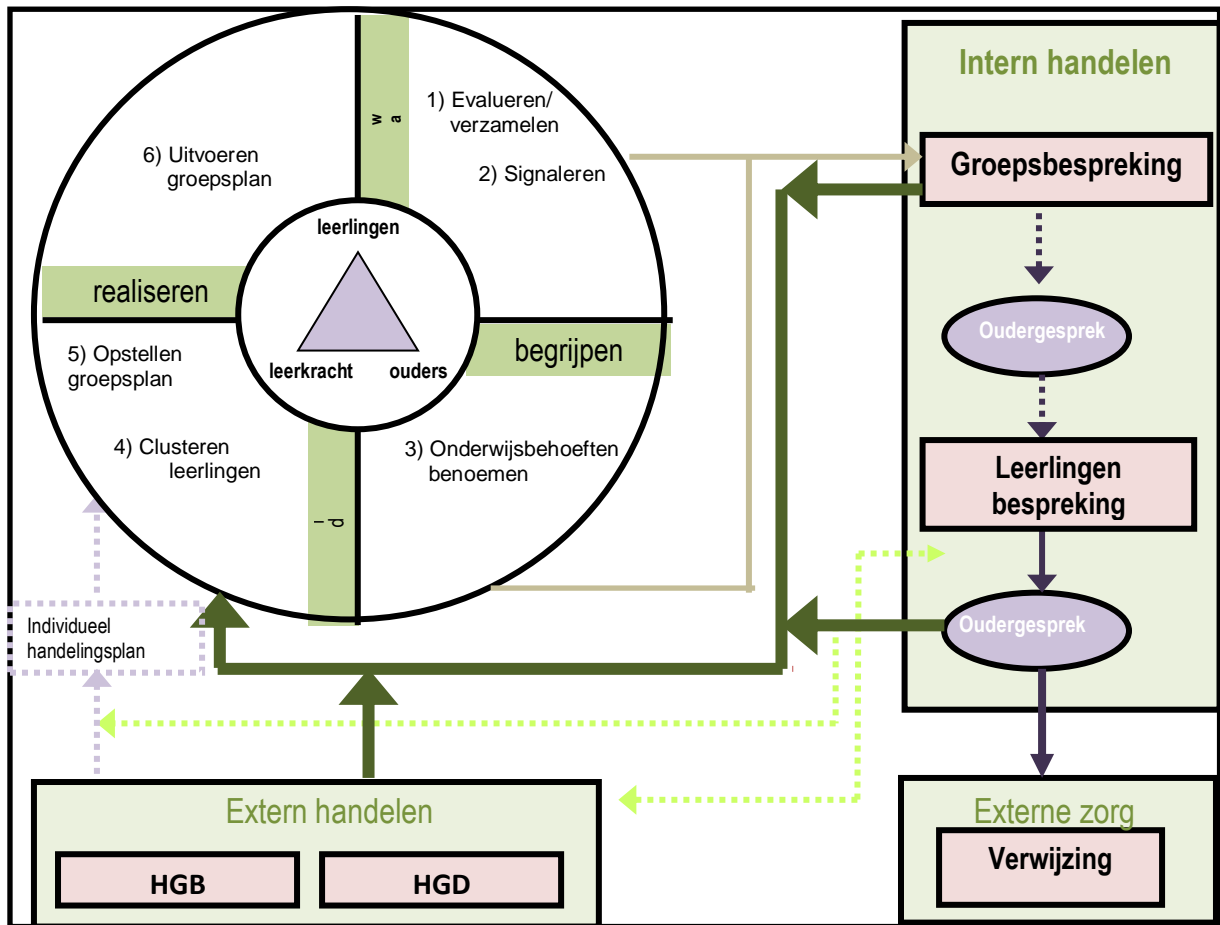 w
a
1) Evalueren/
verzamelen
2) Signaleren
6) Uitvoeren
groepsplan
leerlingen
realiseren
begrijpen
leerkracht
ouders
5) Opstellen
groepsplan
4) Clusteren
leerlingen
3) Onderwijsbehoeften
benoemen
l
d
Individueel
handelingsplan
Intern handelen
Groepsbespreking
Oudergesprek
Leerlingen
bespreking
Oudergesprek
Extern handelen
HGB
HGD
Externe zorg
Verwijzing